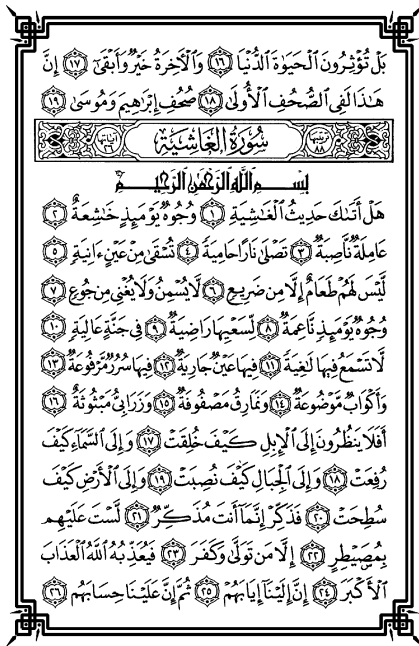 بَلْ تُؤْثِرُونَ ٱلْحَيَوٰةَ ٱلدُّنْيَا ١٦ وَٱلْأَخِرَةُ خَيْرٌ وَأَبْقَىٰٓ ١٧ إِنَّ
هَٰذَا لَفِى ٱلصُّحُفِ ٱلْأُولَىٰ ١٨ صُحُفِ إِبْرَٰهِيمَ وَمُوسَىٰ ١٩
سُورَةُ الْغَاشِيَةِ ٨٨ ٢٦
بِسْمِ ٱللَّهِ ٱلرَّحْمَٰنِ ٱلرَّحِيمِ
هَلْ أَتَىٰكَ حَدِيثُ ٱلْغَٰشِيَةِ ١ وُجُوهٌ يَوْمَئِذٍ خَٰشِعَةٌ ٢
عَامِلَةٌ نَّاصِبَةٌ ٣ تَصْلَىٰ نَارًا حَامِيَةً ٤ تُسْقَىٰ مِنْ عَيْنٍ ءَانِيَةٍ ٥
لَّيْسَ لَهُمْ طَعَامٌ إِلَّا مِن ضَرِيعٍ ٦ لَّا يُسْمِنُ وَلَا يُغْنِى مِن جُوعٍ ٧
وُجُوهٌ يَوْمَئِذٍ نَّاعِمَةٌ ٨ لِّسَعْيِهَا رَاضِيَةٌ ٩ فِى جَنَّةٍ عَالِيَةٍ ١٠
لَّا تَسْمَعُ فِيهَا لَٰغِيَةً ١١ فِيهَا عَيْنٌ جَارِيَةٌ ١٢ فِيهَا سُرُرٌ مَّرْفُوعَةٌ ١٣
وَأَكْوَابٌ مَّوْضُوعَةٌ ١٤ وَنَمَارِقُ مَصْفُوفَةٌ ١٥ وَزَرَابِىُّ مَبْثُوثَةٌ ١٦
أَفَلَا يَنظُرُونَ إِلَى ٱلْإِبِلِ كَيْفَ خُلِقَتْ ١٧ وَإِلَى ٱلسَّمَآءِ كَيْفَ
رُفِعَتْ ١٨ وَإِلَى ٱلْجِبَالِ كَيْفَ نُصِبَتْ ١٩ وَإِلَى ٱلْأَرْضِ كَيْفَ
سُطِحَتْ ٢٠ فَذَكِّرْ إِنَّمَآ أَنتَ مُذَكِّرٌ ٢١ لَّسْتَ عَلَيْهِم
بِمُصَيْطِرٍ ٢٢ إِلَّا مَن تَوَلَّىٰ وَكَفَرَ ٢٣ فَيُعَذِّبُهُ ٱللَّهُ ٱلْعَذَابَ
ٱلْأَكْبَرَ ٢٤ إِنَّ إِلَيْنَآ إِيَابَهُمْ ٢٥ ثُمَّ إِنَّ عَلَيْنَا حِسَابَهُم ٢٦